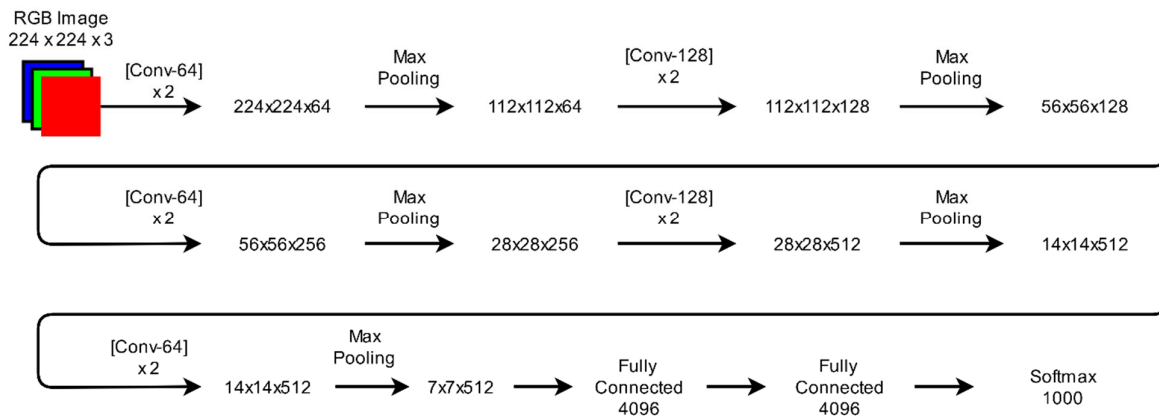 RGB Image
224 x 224 x 3
[Conv-64]
x 2
224x224x64
Max
Pooling
112x112x64
[Conv-128]
x 2
112x112x128
Max
Pooling
56x56x128
[Conv-64]
x 2
56x56x256
Max
Pooling
28x28x256
[Conv-128]
x 2
28x28x512
Max
Pooling
14x14x512
[Conv-64]
x 2
14x14x512
Max
Pooling
7x7x512
Fully
Connected
4096
Fully
Connected
4096
Softmax
1000